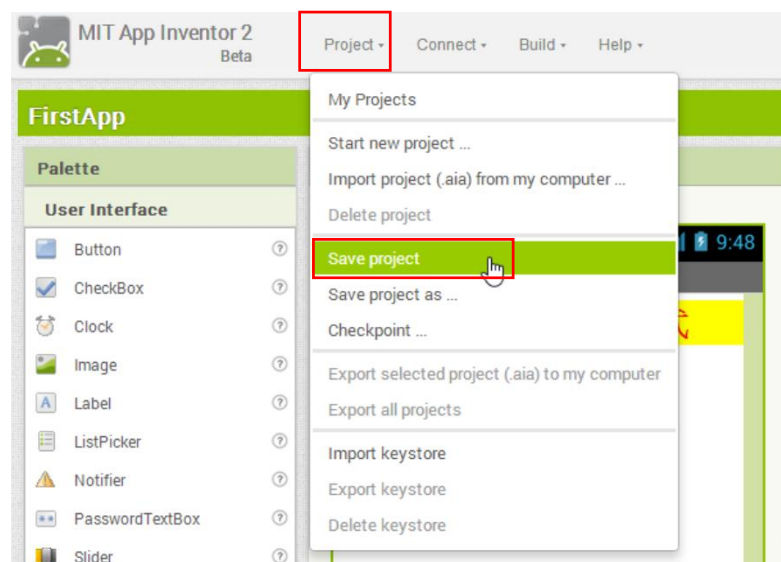 MIT App Inventor 2
Beta
Project Connect Build Help
FirstApp
My Projects
Start new project ...
Import project (.aia) from my computer ...
Delete project
Save project
Save project as ...
Checkpoint ...
Export selected project (.aia) to my computer
Export all projects
Import keystore
Export keystore
Delete keystore
Palette
User Interface
Button ?
CheckBox ?
Clock ?
Image ?
A Label ?
ListPicker ?
Notifier ?
PasswordTextBox ?
Slider ?
9:48